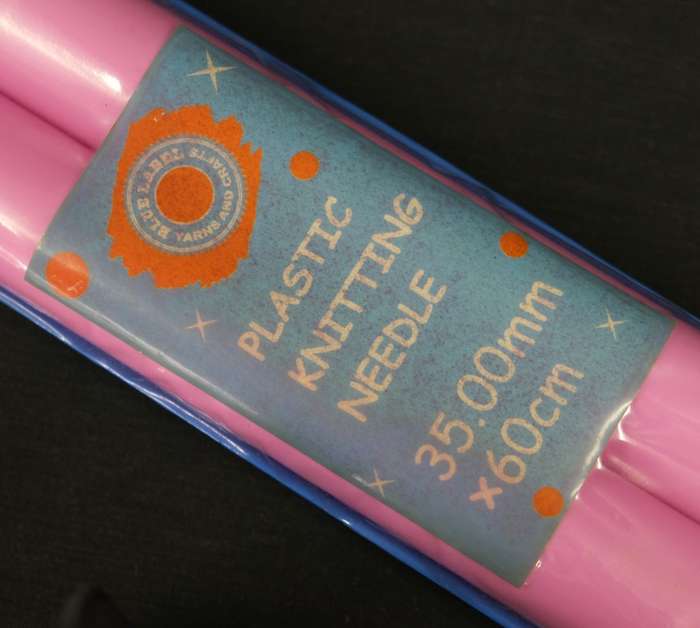 BLUE LABEL
YARNS AND CRAFTS
PLASTIC
KNITTING
NEEDLE
35.00mm
x60cm